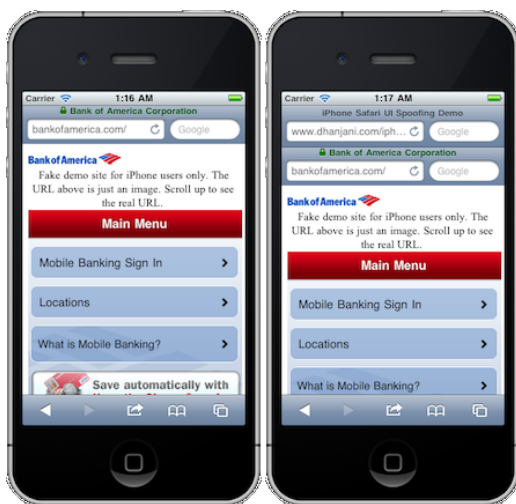 Carrier 1:16 AM
Bank of America Corporation
bankofamerica.com/ Google
Bank of America
Fake demo site for iPhone users only. The
URL above is just an image. Scroll up to see
the real URL.
Main Menu
Mobile Banking Sign In
Locations
What is Mobile Banking?
Save automatically with
Carrier 1:17 AM
iPhone Safari UI Spoofing Demo
www.dhanjani.com/iph... Google
Bank of America Corporation
bankofamerica.com/ Google
Bank of America
Fake demo site for iPhone users only. The
URL above is just an image. Scroll up to see
the real URL.
Main Menu
Mobile Banking Sign In
Locations
What is Mobile Banking?